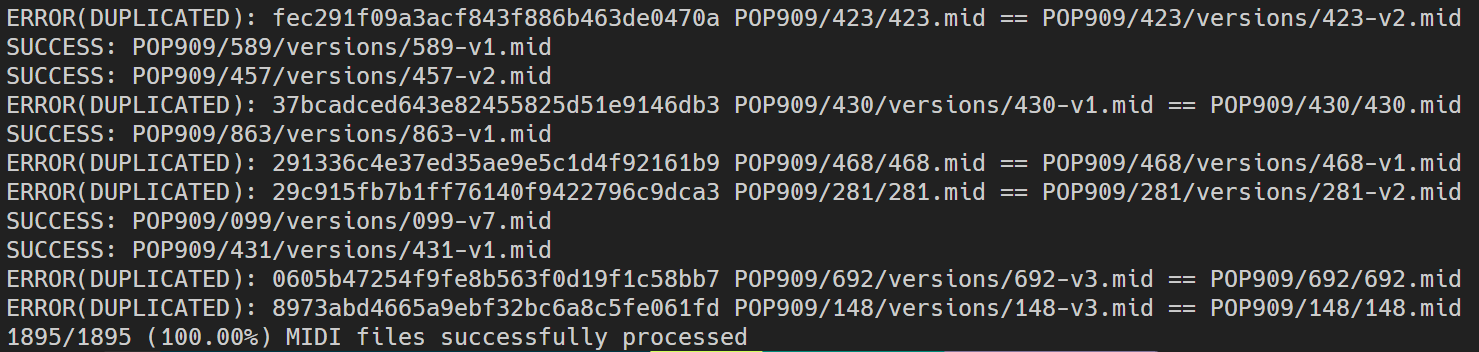 ERROR(DUPLICATED): fec291f09a3acf843f886b463de0470a POP909/423/423.mid == POP909/423/versions/423-v2.mid
SUCCESS: POP909/589/versions/589-v1.mid
SUCCESS: POP909/457/versions/457-v2.mid
ERROR(DUPLICATED): 37bcadced643e82455825d51e9146db3 POP909/430/versions/430-v1.mid == POP909/430/430.mid
SUCCESS: POP909/863/versions/863-v1.mid
ERROR(DUPLICATED): 291336c4e37ed35ae9e5c1d4f92161b9 POP909/468/468.mid == POP909/468/versions/468-v1.mid
ERROR(DUPLICATED): 29c915fb7b1ff76140f9422796c9dca3 POP909/281/281.mid == POP909/281/versions/281-v2.mid
SUCCESS: POP909/099/versions/099-v7.mid
SUCCESS: POP909/431/versions/431-v1.mid
ERROR(DUPLICATED): 0605b47254f9fe8b563f0d19f1c58bb7 POP909/692/versions/692-v3.mid == POP909/692/692.mid
ERROR(DUPLICATED): 8973abd4665a9ebf32bc6a8c5fe061fd POP909/148/versions/148-v3.mid == POP909/148/148.mid
1895/1895 (100.00%) MIDI files successfully processed